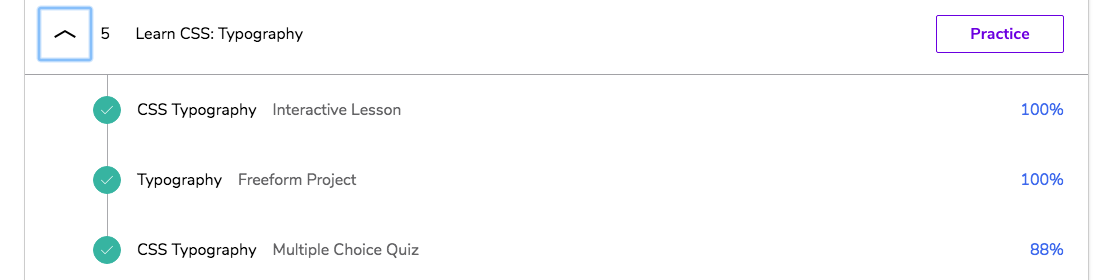 5 Learn CSS: Typography Practice
CSS Typography Interactive Lesson 100%
Typography Freeform Project 100%
CSS Typography Multiple Choice Quiz 88%